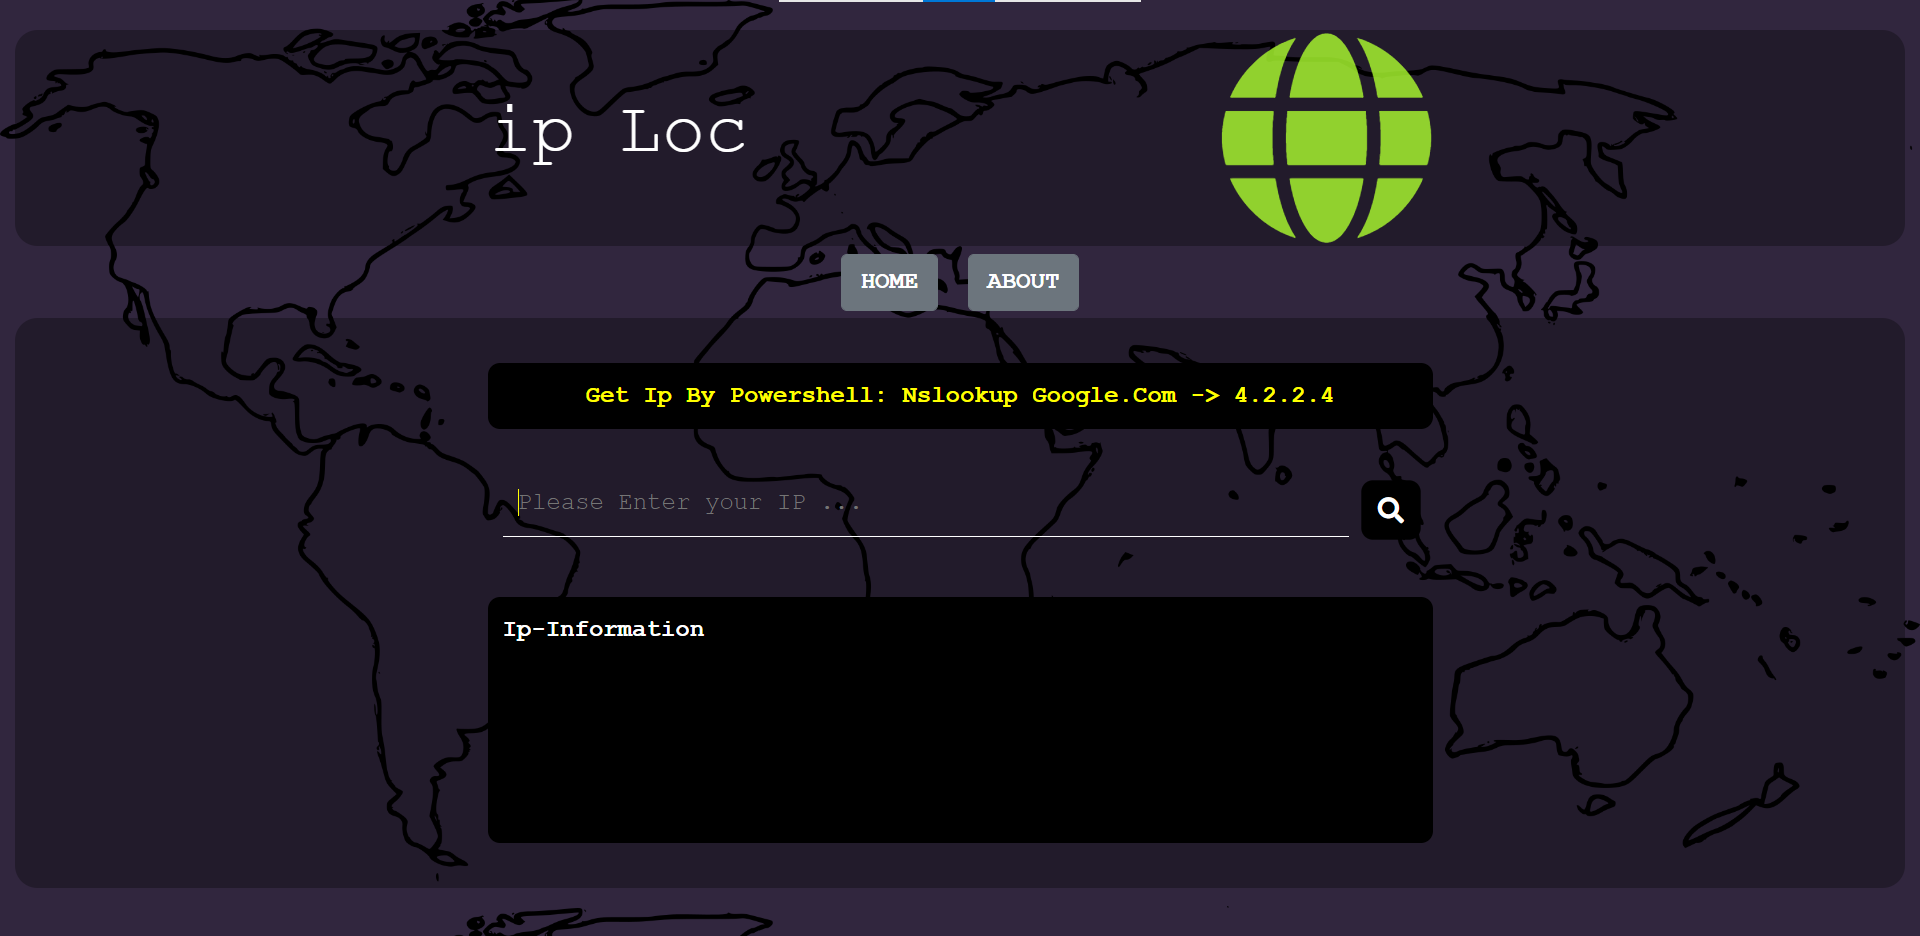 ip Loc
HOME
ABOUT
Get Ip By Powershell: Nslookup Google.Com -> 4.2.2.4
Please Enter your IP ...
Ip-Information